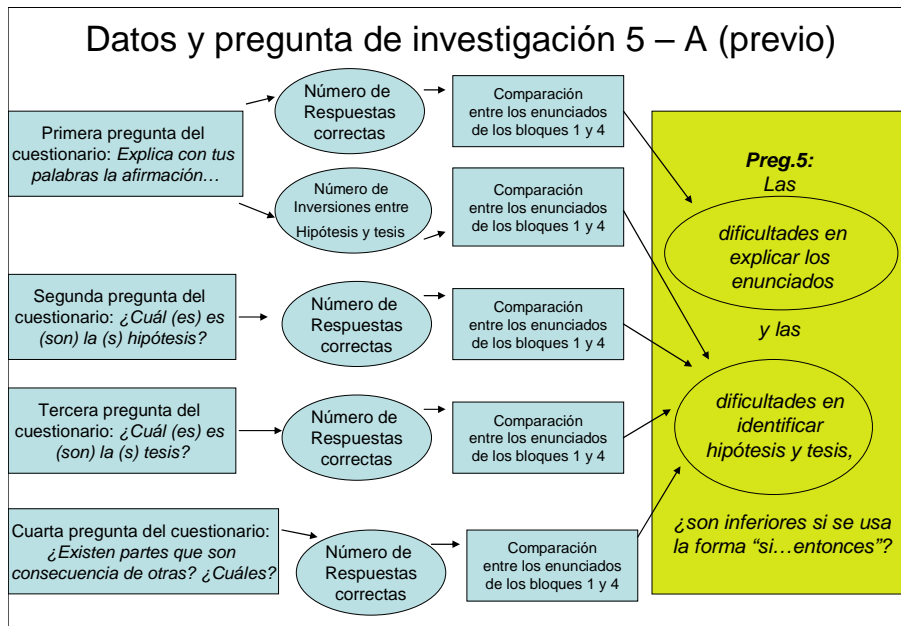 Datos y pregunta de investigación 5 – A (previo)
Primera pregunta del
cuestionario: Explica con tus
palabras la afirmación…
Número de
Respuestas
correctas
Comparación
entre los enunciados
de los bloques 1 y 4
Número de
Inversiones entre
Hipótesis y tesis
Comparación
entre los enunciados
de los bloques 1 y 4
Segunda pregunta del
cuestionario: ¿Cuál (es) es
(son) la (s) hipótesis?
Número de
Respuestas
correctas
Comparación
entre los enunciados
de los bloques 1 y 4
Tercera pregunta del
cuestionario: ¿Cuál (es) es
(son) la (s) tesis?
Número de
Respuestas
correctas
Comparación
entre los enunciados
de los bloques 1 y 4
Cuarta pregunta del cuestionario:
¿Existen partes que son
consecuencia de otras? ¿Cuáles?
Número de
Respuestas
correctas
Comparación
entre los enunciados
de los bloques 1 y 4
Preg.5:
Las
dificultades en
explicar los
enunciados
y las
dificultades en
identificar
hipótesis y tesis,
¿son inferiores si se usa
la forma “si…entonces”?